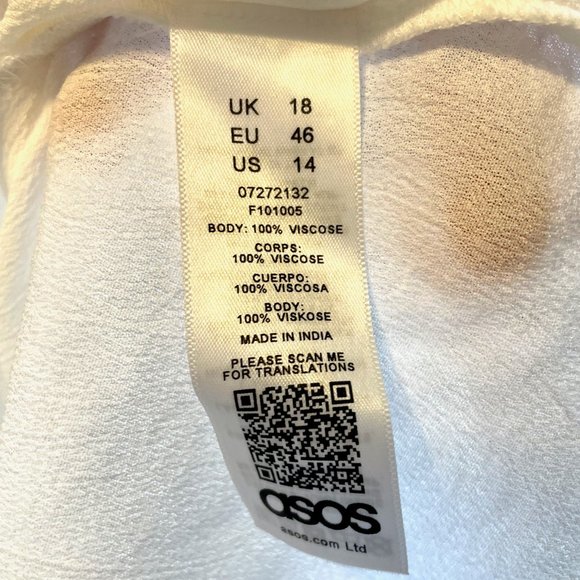 UK 18
EU 46
US 14
07272132
F101005
BODY: 100% VISCOSE
CORPS:
100% VISCOSE
CUERPO:
100% VISCOSA
BODY:
100% VISKOSE
MADE IN INDIA
PLEASE SCAN ME
FOR TRANSLATIONS
asos
asos.com Ltd